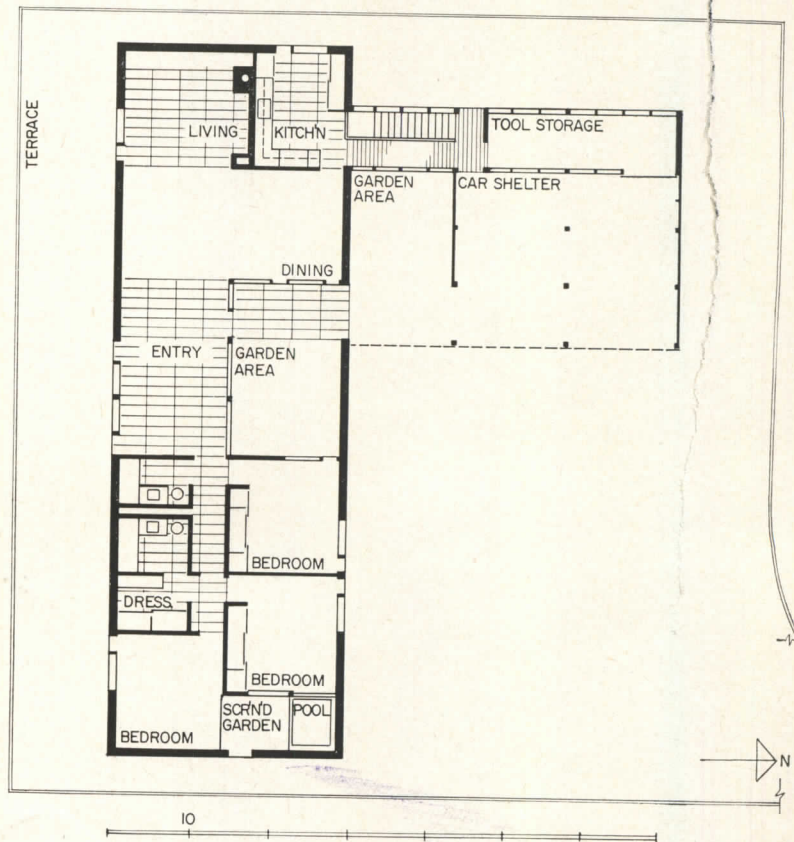 TERRACE
LIVING
KITCH'N
TOOL STORAGE
GARDEN
AREA
CAR SHELTER
DINING
ENTRY
GARDEN
AREA
BEDROOM
DRESS.
BEDROOM
SCR'N'D
GARDEN
POOL
BEDROOM
N
10